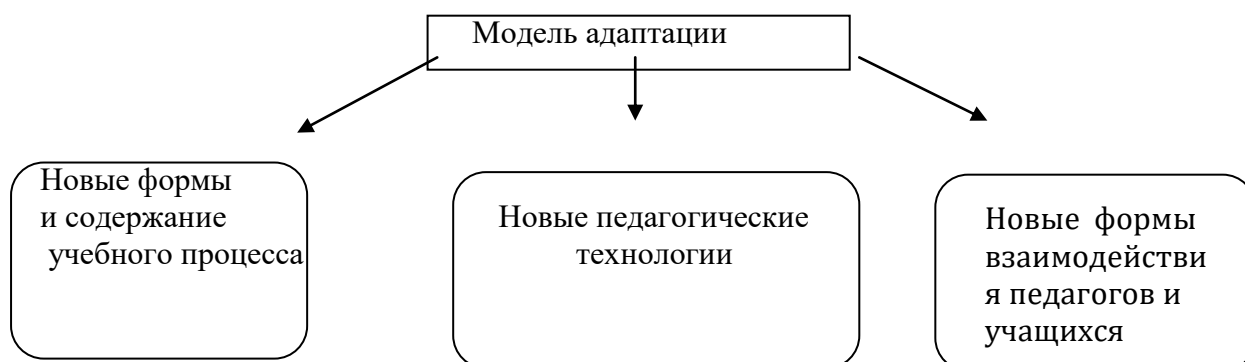 Модель адаптации
Новые формы
и содержание
учебного процесса
Новые педагогические
технологии
Новые формы
взаимодействи
я педагогов и
учащихся